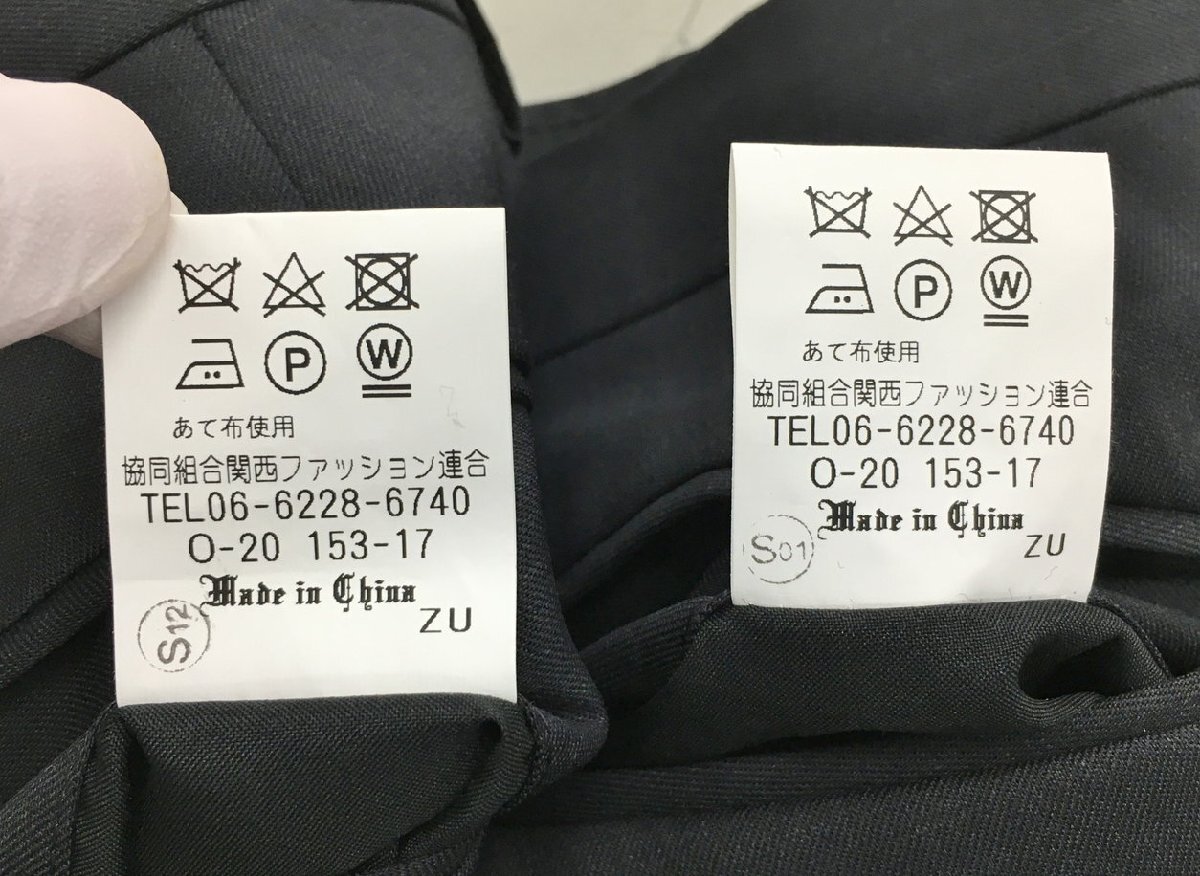 P W
あて布使用
協同組合関西ファッション連合
TEL06-6228-6740
O-20 153-17
Made in China
ZU
S12
P W
あて布使用
協同組合関西ファッション連合
TEL06-6228-6740
O-20 153-17
Made in China
ZU
S01